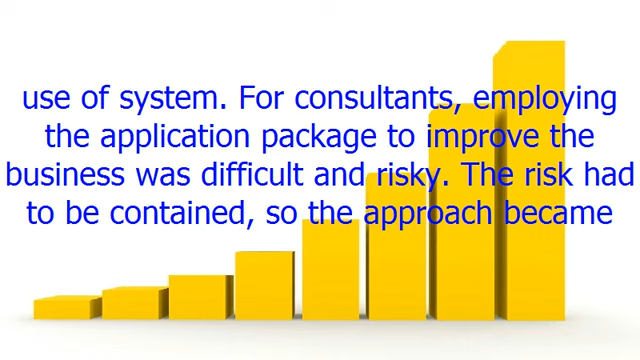 use of system. For consultants, employing
the application package to improve the
business was difficult and risky. The risk had
to be contained, so the approach became